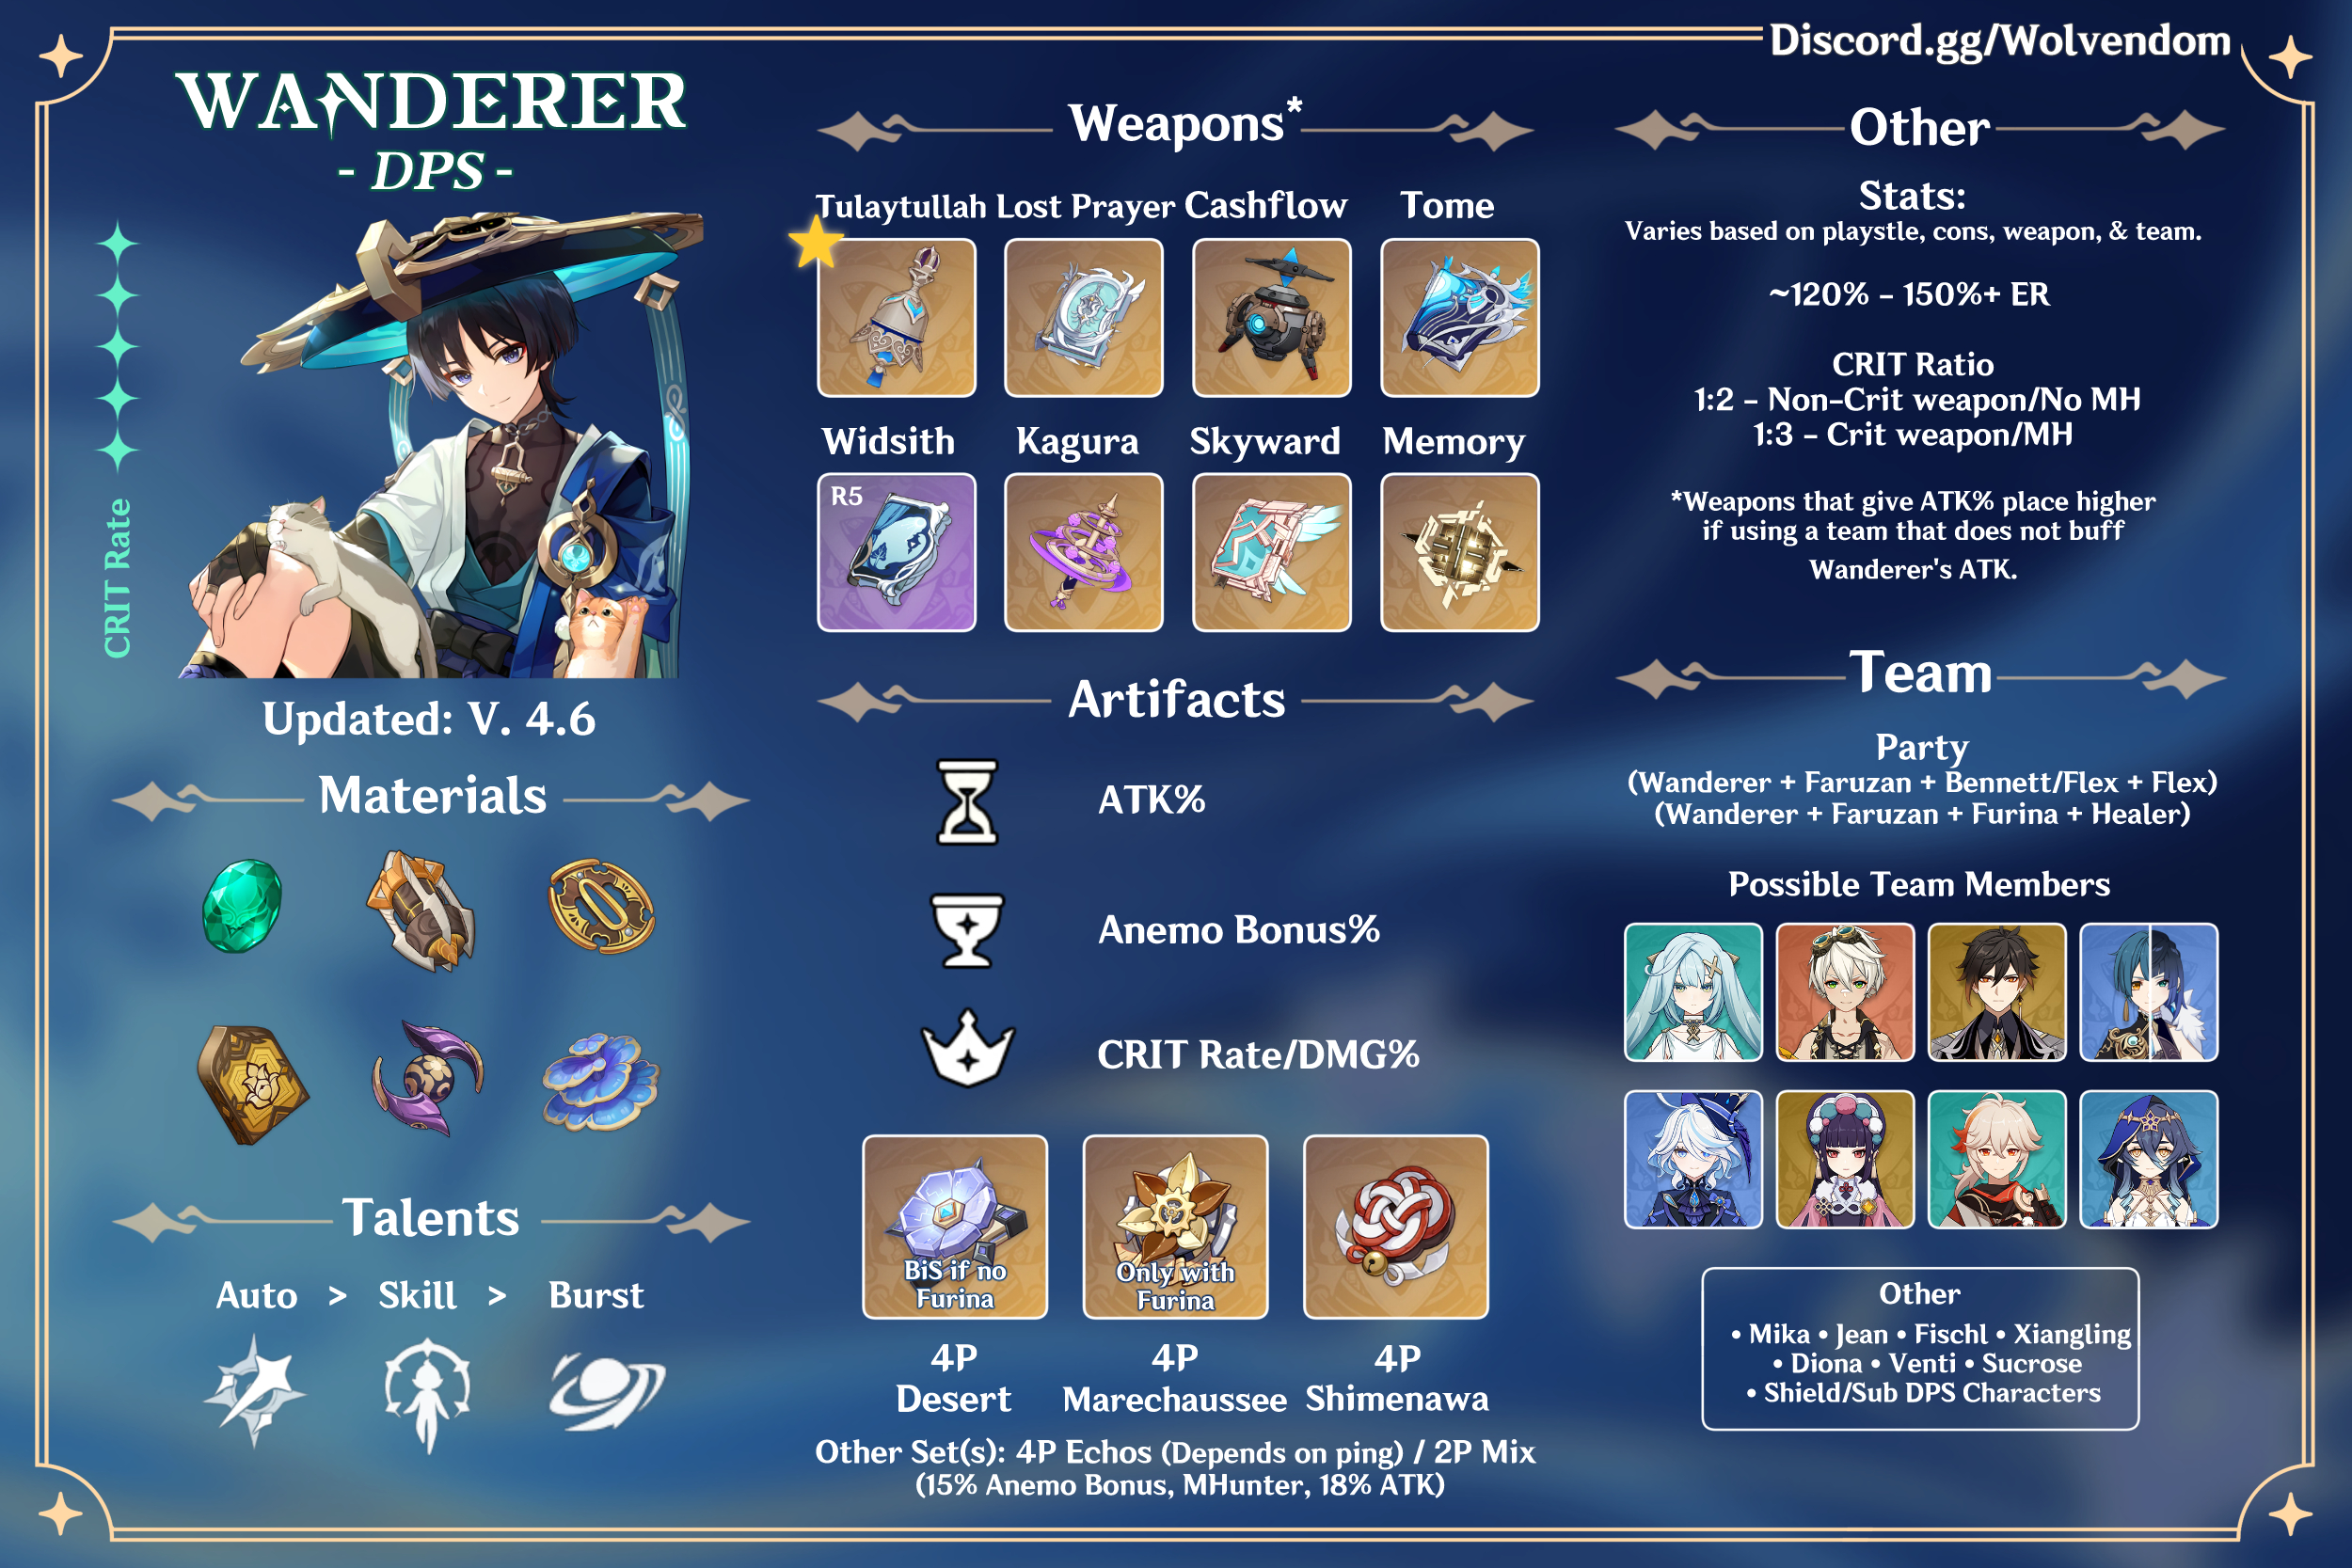 Discord.gg/Wolvendom
WANDERER
- DPS -
CRIT Rate
Updated: V. 4.6
Materials
Talents
Auto > Skill > Burst
Weapons*
Tulaytullah Lost Prayer Cashflow Tome
Widsith Kagura Skyward Memory
R5
Artifacts
ATK%
Anemo Bonus%
CRIT Rate/DMG%
BiS if no
Furina
Only with
Furina
4P
Desert
4P
Marechaussee
4P
Shimenawa
Other Set(s): 4P Echos (Depends on ping) / 2P Mix
(15% Anemo Bonus, MHunter, 18% ATK)
Other
Stats:
Varies based on playstle, cons, weapon, & team.
~120% - 150%+ ER
CRIT Ratio
1:2 - Non-Crit weapon/No MH
1:3 - Crit weapon/MH
*Weapons that give ATK% place higher
if using a team that does not buff
Wanderer's ATK.
Team
Party
(Wanderer + Faruzan + Bennett/Flex + Flex)
(Wanderer + Faruzan + Furina + Healer)
Possible Team Members
Other
• Mika • Jean • Fischl • Xiangling
• Diona • Venti • Sucrose
• Shield/Sub DPS Characters